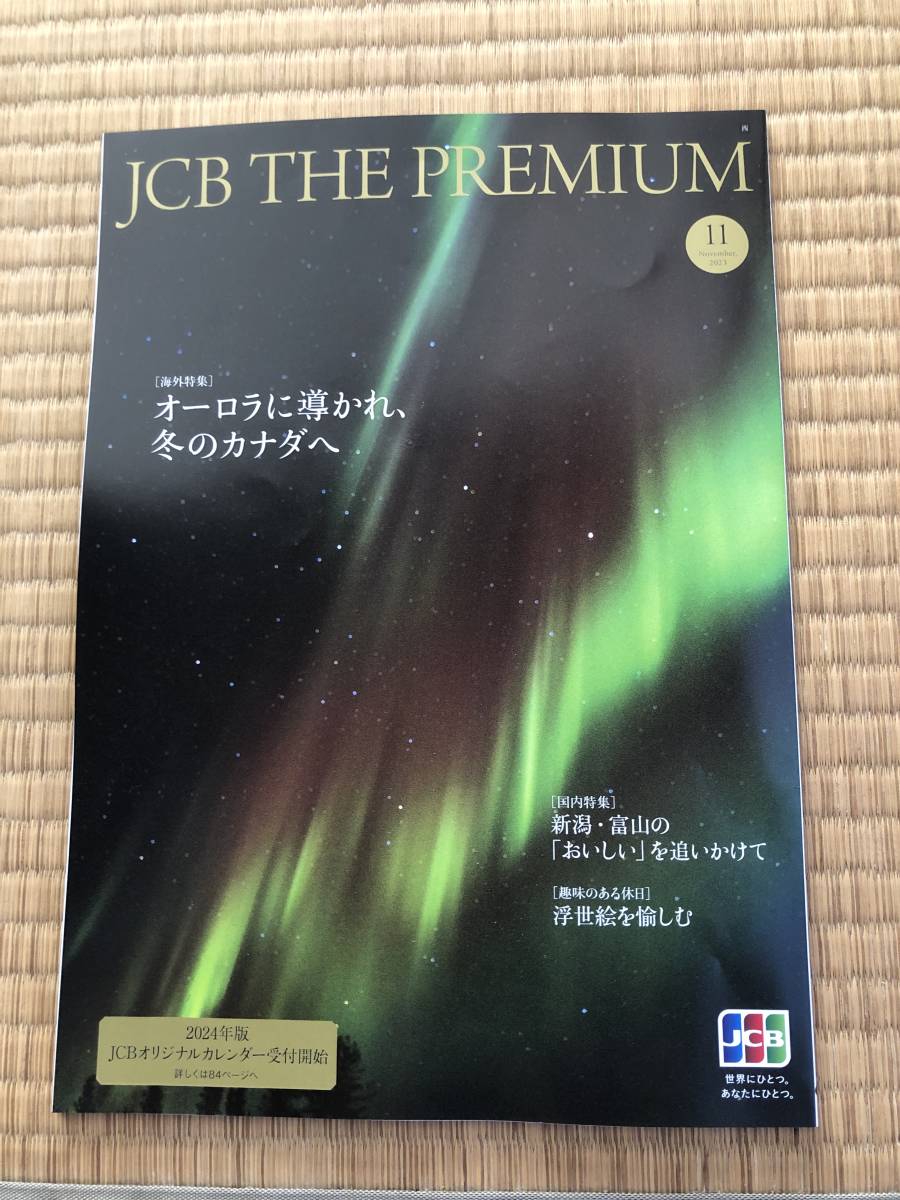 西
JCB THE PREMIUM
11
November.
2023
［海外特集］
オーロラに導かれ、
冬のカナダへ
［国内特集］
新潟・富山の
「おいしい」を追いかけて
［趣味のある休日］
浮世絵を愉しむ
2024年版
JCBオリジナルカレンダー受付開始
詳しくは84ページへ
JCB
世界にひとつ。
あなたにひとつ。